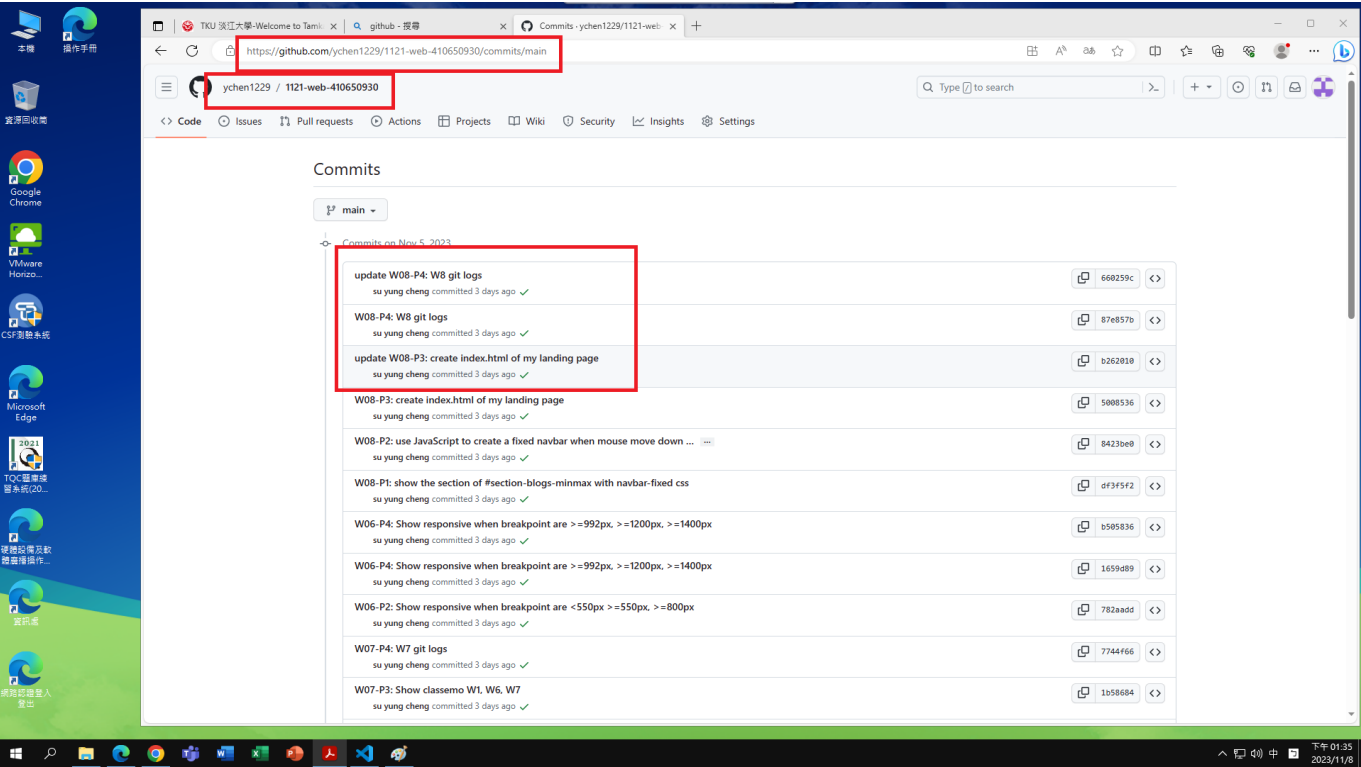 本機
操作手冊
資源回收筒
Google
Chrome
VMware
Horizo...
CSF測驗系統
Microsoft
Edge
2021
TQC題庫練
習系統(20...
硬體設備及軟
體廣播操作...
資訊處
網路認證登入
登出
TKU 淡江大學-Welcome to Tamk
github - 搜尋
Commits · ychen1229/1121-web-
https://github.com/ychen1229/1121-web-410650930/commits/main
ychen1229 / 1121-web-410650930
Type / to search
Code
Issues
Pull requests
Actions
Projects
Wiki
Security
Insights
Settings
Commits
main
Commits on Nov 5, 2023
update W08-P4: W8 git logs
su yung cheng committed 3 days ago
660259c
W08-P4: W8 git logs
su yung cheng committed 3 days ago
87e857b
update W08-P3: create index.html of my landing page
su yung cheng committed 3 days ago
b262010
W08-P3: create index.html of my landing page
su yung cheng committed 3 days ago
5008536
W08-P2: use JavaScript to create a fixed navbar when mouse move down ...
su yung cheng committed 3 days ago
8423be0
W08-P1: show the section of #section-blogs-minmax with navbar-fixed css
su yung cheng committed 3 days ago
df3f5f2
W06-P4: Show responsive when breakpoint are >=992px, >=1200px, >=1400px
su yung cheng committed 3 days ago
b505836
W06-P4: Show responsive when breakpoint are >=992px, >=1200px, >=1400px
su yung cheng committed 3 days ago
1659d89
W06-P2: Show responsive when breakpoint are <550px >=550px, >=800px
su yung cheng committed 3 days ago
782aadd
W07-P4: W7 git logs
su yung cheng committed 3 days ago
7744f66
W07-P3: Show classemo W1, W6, W7
su yung cheng committed 3 days ago
1b58684
中
下午 01:35
2023/11/8